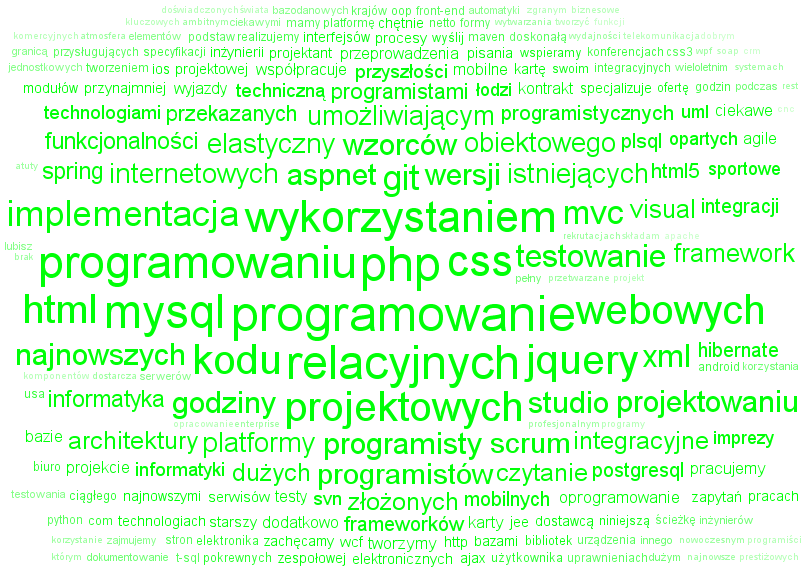 doświadczonych świata bazodanowych krajów oop front-end automatyki zgranym biznesowe
kluczowych ambitnym ciekawymi mamy platformę chętnie netto formy wytwarzania tworzyć funkcji
komercyjnych atmosfera elementów podstaw realizujemy interfejsów procesy wyślij maven doskonałą wydajności telekomunikacja dobrym
granicą przysługujących specyfikacji inżynierii projektant przeprowadzenia pisania wspieramy konferencjach css3 wpf soap crm
jednostkowych tworzeniem ios projektowej współpracuje przyszłości mobilne kartę swoim integracyjnych wieloletnim systemach
modułów przynajmniej wyjazdy techniczną programistami łodzi kontrakt specjalizuje ofertę godzin podczas rest
technologiami przekazanych umożliwiającym programistycznych uml ciekawe
funkcjonalności elastyczny wzorców obiektowego plsql opartych agile
atuty spring internetowych aspnet git wersji istniejących html5 sportowe
implementacja wykorzystaniem mvc visual integracji
rekrutacjach składam apache
lubisz brak programowaniu php css testowanie framework
pełny przetwarzane projekt
html mysql programowanie webowych
najnowszych kodu relacyjnych jquery xml hibernate
komponentów dostarcza serwerów android korzystania
usa informatyka godziny projektowych studio projektowaniu
opracowanie enterprise profesjonalnym programy
bazie architektury platformy programisty scrum integracyjne imprezy
biuro projekcie informatyki dużych programistów czytanie postgresql pracujemy
testowania ciągłego najnowszymi serwisów testy svn złożonych mobilnych oprogramowanie zapytań pracach
python com technologiach starszy dodatkowo frameworków karty jee dostawcą niniejszą ścieżkę inżynierów
korzystanie zajmujemy stron elektronika zachęcamy wcf tworzymy http bazami bibliotek urządzenia innego nowoczesnym programiści
którym dokumentowanie t-sql pokrewnych zespołowej elektronicznych ajax użytkownika uprawnieniach dużym najnowsze prestiżowych